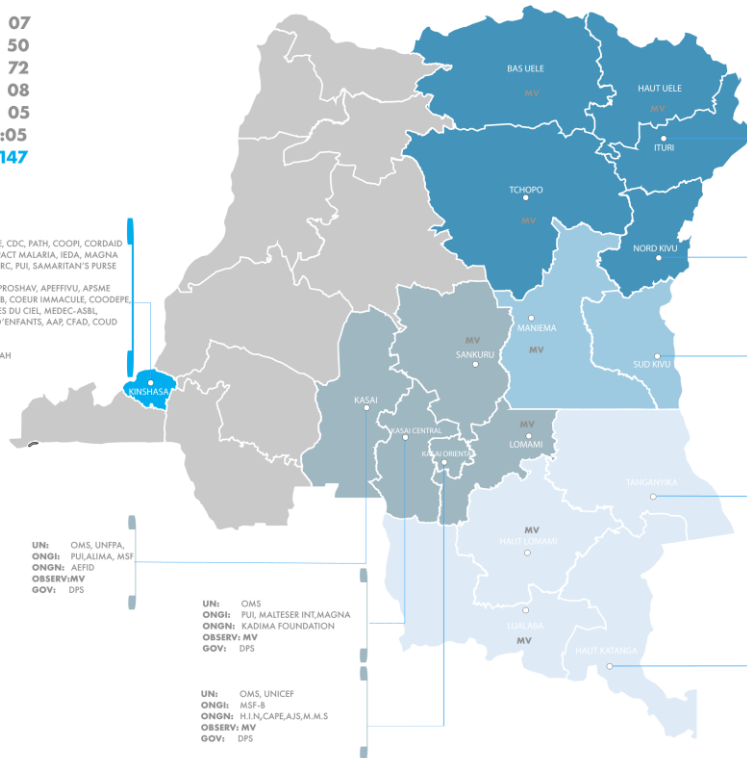 07
50
72
08
05
:05
147
E, CDC, PATH, COOPI, CORDAID
PACT MALARIA, IEDA, MAGNA
RC, PUI, SAMARITAN'S PURSE
PROSHAV, APEFFIVU, APSME
B, COEUR IMMACULE, COODEPE,
ES DU CIEL, MEDEC-ASBL,
D'ENFANTS, AAP, CFAD, COUD
AH
BAS UELE
MV
HAUT UELE
MV
ITURI
TCHOPO
MV
NORD KIVU
MANIEMA
MV
SUD KIVU
MV
SANKURU
KINSHASA
KASAI
KASAI CENTRAL
KASAI ORIENTA
MV
LOMAMI
TANGANYIKA
MV
HAUT LOMAMI
LUALABA
MV
HAUT KATANGA
UN: OMS, UNFPA,
ONGI: PUI,ALIMA, MSF
ONGN: AEFID
OBSERV:MV
GOV: DPS
UN: OMS
ONGI: PUI, MALTESER INT,MAGNA
ONGN: KADIMA FOUNDATION
OBSERV: MV
GOV: DPS
UN: OMS, UNICEF
ONGI: MSF-B
ONGN: H.I.N,CAPE,AJS,M.M.S
OBSERV: MV
GOV: DPS